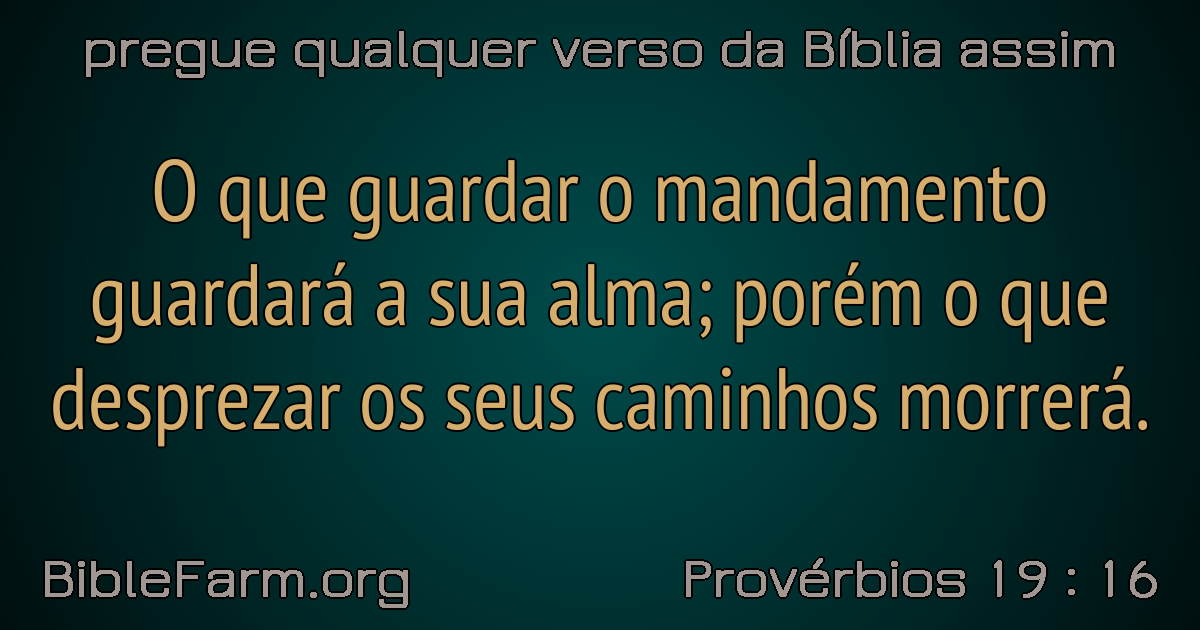 pregue qualquer verso da Bíblia assim
O que guardar o mandamento
guardará a sua alma; porém o que
desprezar os seus caminhos morrerá.
BibleFarm.org
Provérbios 19 : 16